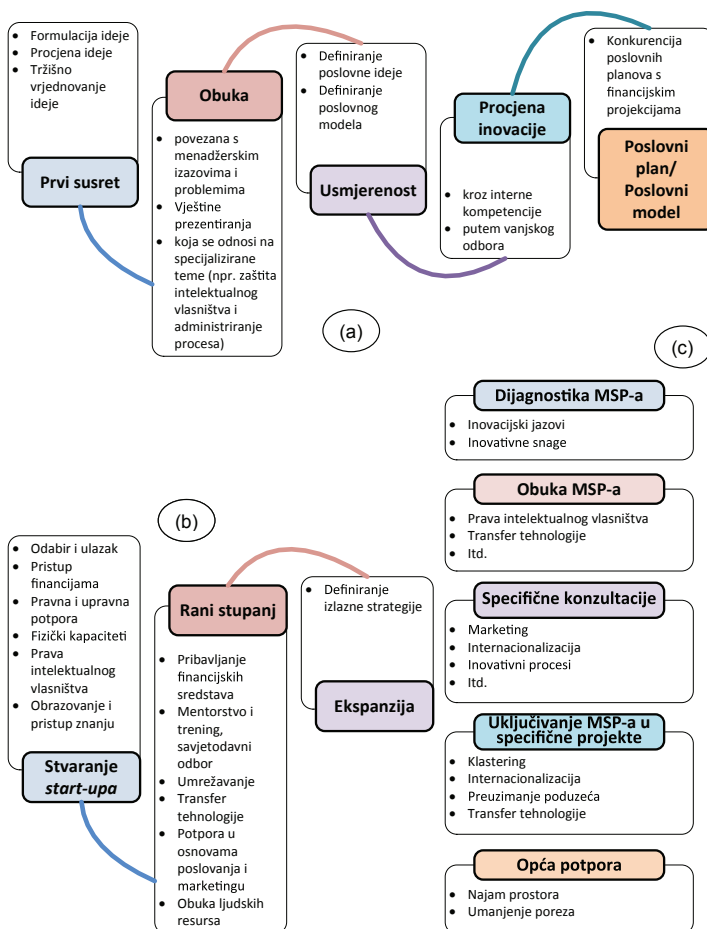 • Formulacija ideje
• Procjena ideje
• Tržišno
vrjednovanje
ideje
Prvi susret
Obuka
• povezana s
menadžerskim
izazovima i
problemima
• Vještine
prezentiranja
• koja se odnosi na
specijalizirane
teme (npr. zaštita
intelektualnog
vlasništva i
administriranje
procesa)
• Definiranje
poslovne ideje
• Definiranje
poslovnog
modela
Usmjerenost
Procjena
inovacije
• kroz interne
kompetencije
• putem vanjskog
odbora
• Konkurencija
poslovnih
planova s
financijskim
projekcijama
Poslovni
plan/
Poslovni
model
(a)
(c)
(b)
• Odabir i ulazak
• Pristup
financijama
• Pravna i upravna
potpora
• Fizički kapaciteti
• Prava
intelektualnog
vlasništva
• Obrazovanje i
pristup znanju
Stvaranje
start-upa
Rani stupanj
• Pribavljanje
financijskih
sredstava
• Mentorstvo i
trening,
savjetodavni
odbor
• Umrežavanje
• Transfer
tehnologije
• Potpora u
osnovama
poslovanja i
marketingu
• Obuka ljudskih
resursa
• Definiranje
izlazne strategije
Ekspanzija
Dijagnostika MSP-a
• Inovacijski jazovi
• Inovativne snage
Obuka MSP-a
• Prava intelektualnog vlasništva
• Transfer tehnologije
• Itd.
Specifične konzultacije
• Marketing
• Internacionalizacija
• Inovativni procesi
• Itd.
Uključivanje MSP-a u
specifične projekte
• Klastering
• Internacionalizacija
• Preuzimanje poduzeća
• Transfer tehnologije
Opća potpora
• Najam prostora
• Umanjenje poreza